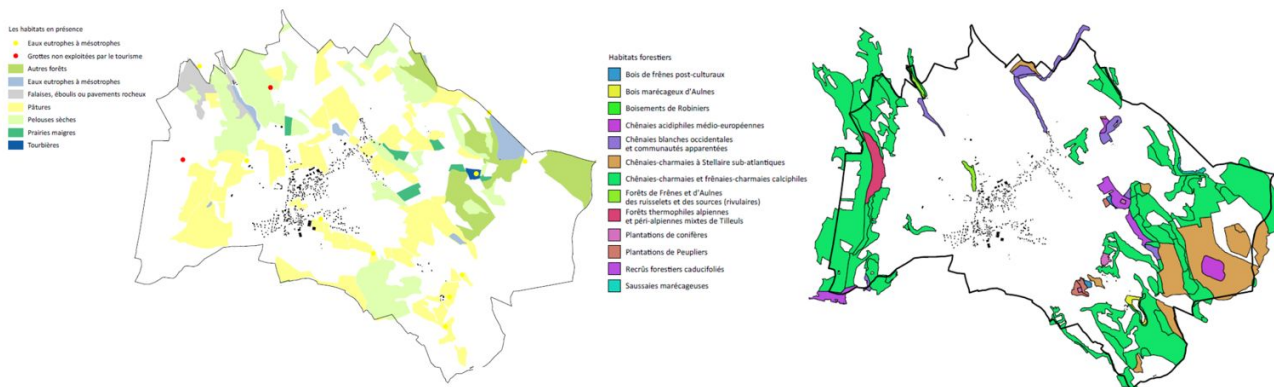 Les habitats en présence
Eaux eutrophes à mésotrophes
Grottes non exploitées par le tourisme
Autres forêts
Eaux eutrophes à mésotrophes
Falaises, éboulis ou pavements rocheux
Pâtures
Pelouses sèches
Prairies maigres
Tourbières
Habitats forestiers
Bois de frênes post-culturaux
Bois marécageux d'Aulnes
Boisements de Robiniers
Chênaies acidiphiles médio-européennes
Chênaies blanches occidentales
et communautés apparentées
Chênaies-charmaies à Stellaire sub-atlantiques
Chênaies-charmaies et frênaies-charmaies calciphiles
Forêts de Frênes et d'Aulnes
des ruisselets et des sources (rivulaires)
Forêts thermophiles alpiennes
et péri-alpiennes mixtes de Tilleuls
Plantations de conifères
Plantations de Peupliers
Recrûs forestiers caducifoliés
Saussaies marécageuses